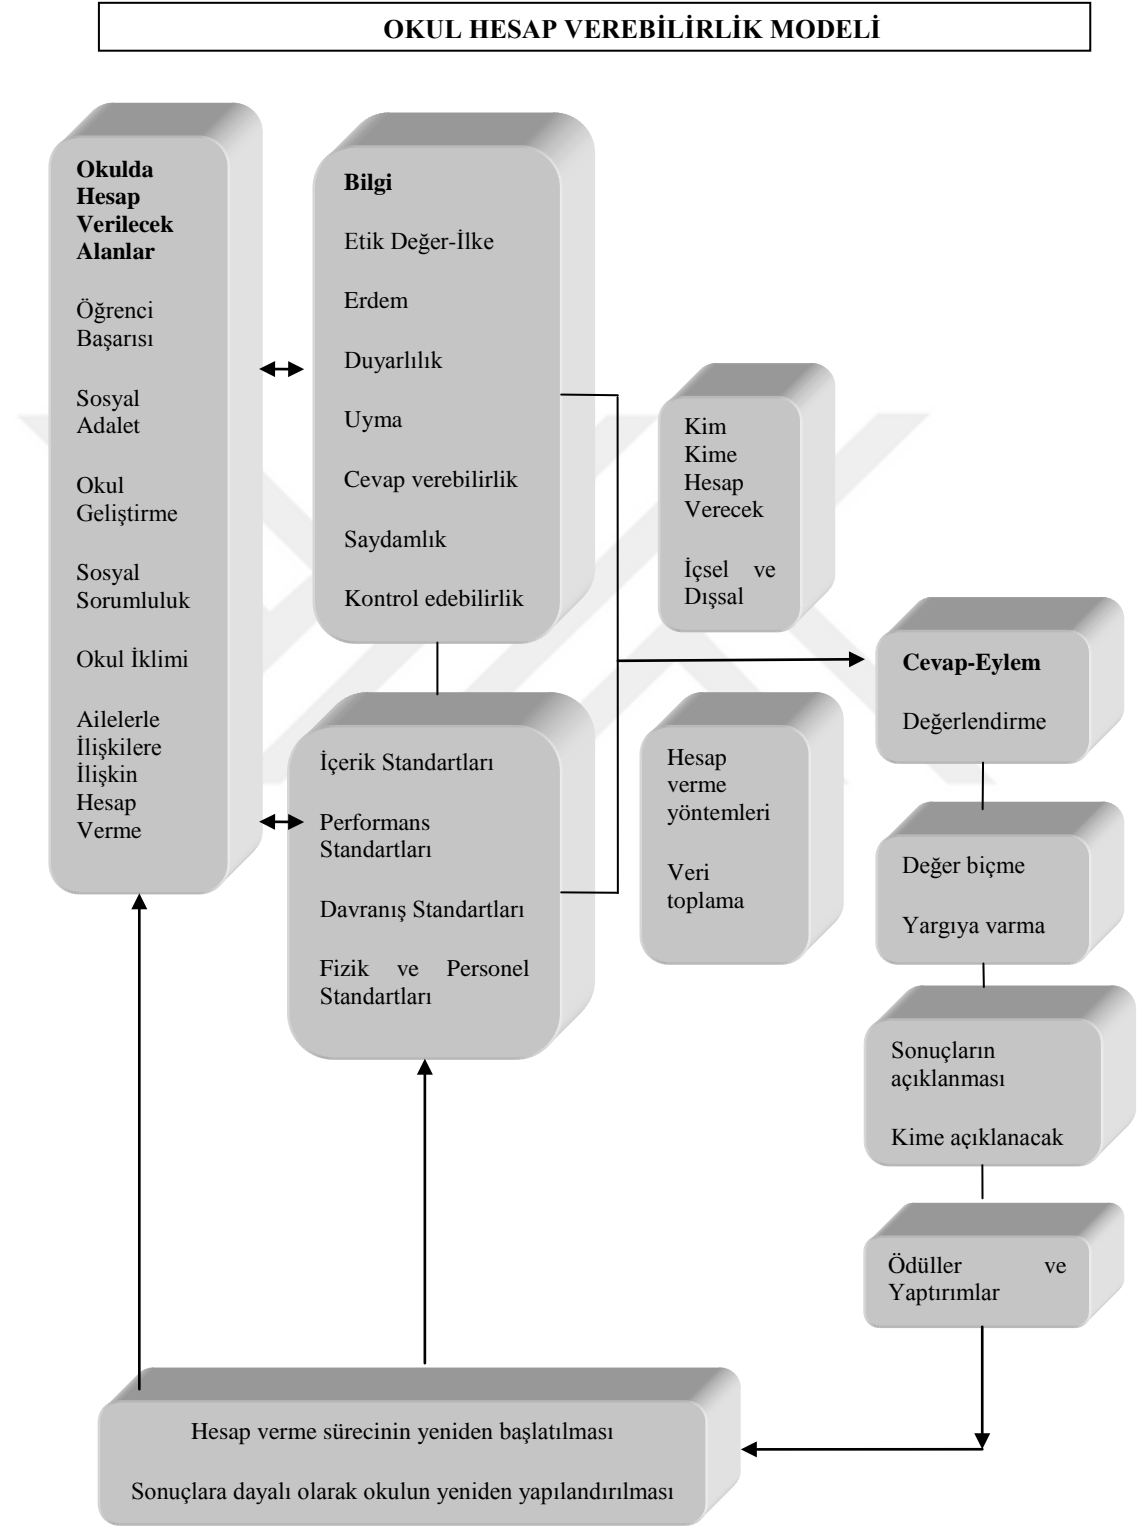 OKUL HESAP VEREBİLİRLİK MODELİ
Okulda
Hesap
Verilecek
Alanlar
Öğrenci
Başarısı
Sosyal
Adalet
Okul
Geliştirme
Sosyal
Sorumluluk
Okul İklimi
Ailelerle
İlişkilere
İlişkin
Hesap
Verme
Bilgi
Etik Değer-İlke
Erdem
Duyarlılık
Uyma
Cevap verebilirlik
Saydamlık
Kontrol edebilirlik
İçerik Standartları
Performans
Standartları
Davranış Standartları
Fizik ve Personel
Standartları
Kim
Kime
Hesap
Verecek
İçsel ve
Dışsal
Hesap
verme
yöntemleri
Veri
toplama
Cevap-Eylem
Değerlendirme
Değer biçme
Yargıya varma
Sonuçların
açıklanması
Kime açıklanacak
Ödüller ve
Yaptırımlar
Hesap verme sürecinin yeniden başlatılması
Sonuçlara dayalı olarak okulun yeniden yapılandırılması